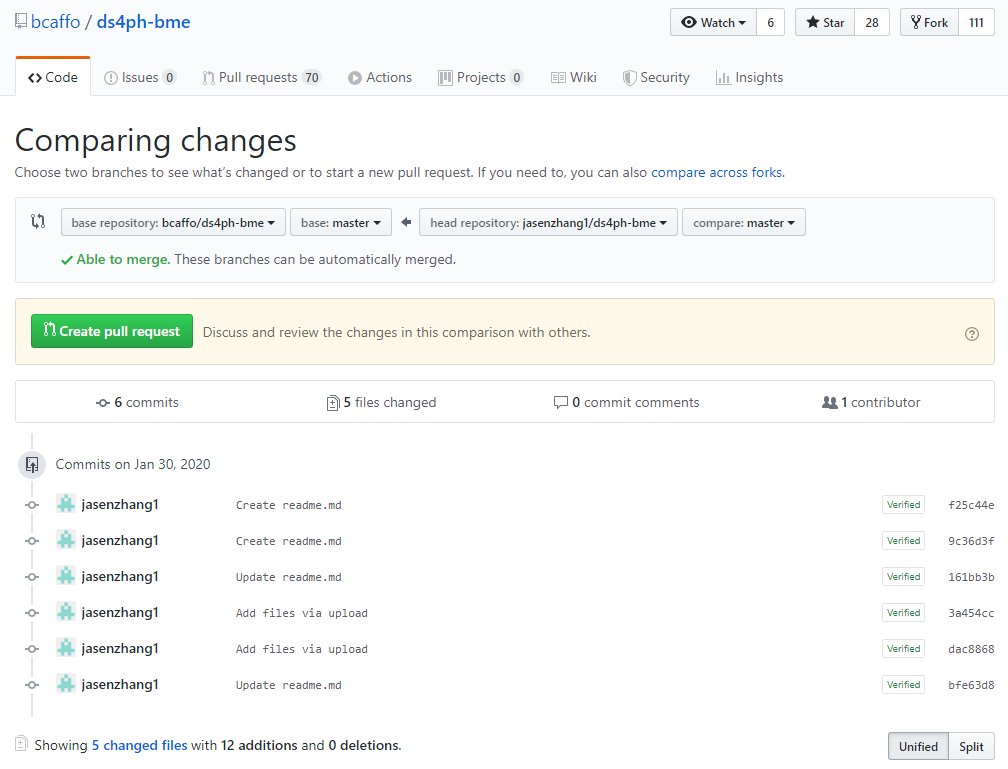 bcaffo / ds4ph-bme
Watch 6 Star 28 Fork 111
Code Issues 0 Pull requests 70 Actions Projects 0 Wiki Security Insights
Comparing changes
Choose two branches to see what's changed or to start a new pull request. If you need to, you can also compare across forks.
base repository: bcaffo/ds4ph-bme base: master head repository: jasenzhang1/ds4ph-bme compare: master
Able to merge. These branches can be automatically merged.
Create pull request Discuss and review the changes in this comparison with others.
6 commits 5 files changed 0 commit comments 1 contributor
Commits on Jan 30, 2020
jasenzhang1 Create readme.md Verified f25c44e
jasenzhang1 Create readme.md Verified 9c36d3f
jasenzhang1 Update readme.md Verified 161bb3b
jasenzhang1 Add files via upload Verified 3a454cc
jasenzhang1 Add files via upload Verified dac8868
jasenzhang1 Update readme.md Verified bfe63d8
Showing 5 changed files with 12 additions and 0 deletions. Unified Split